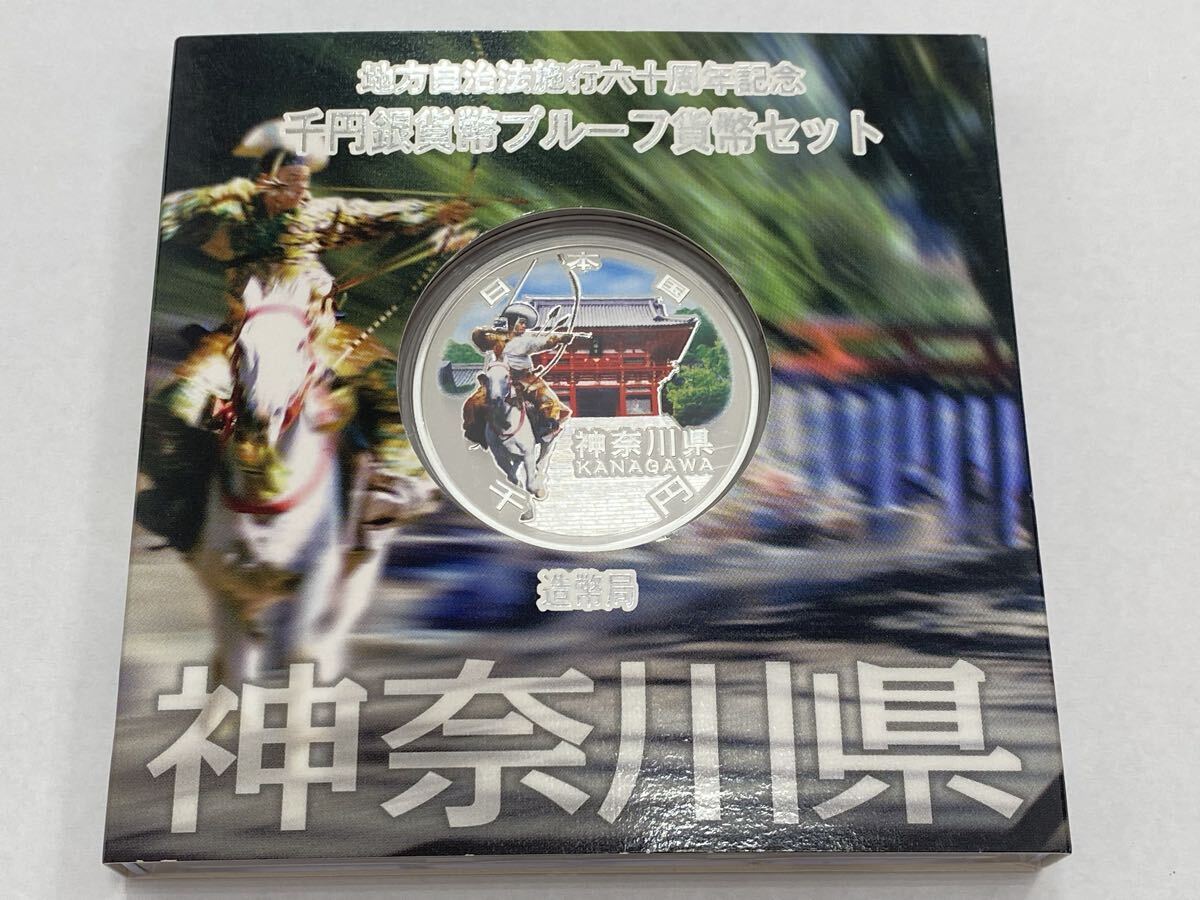 地方自治法施行六十周年記念
千円銀貨幣プルーフ貨幣セット
日本国
神奈川県
KANAGAWA
千円
造幣局
神奈川県